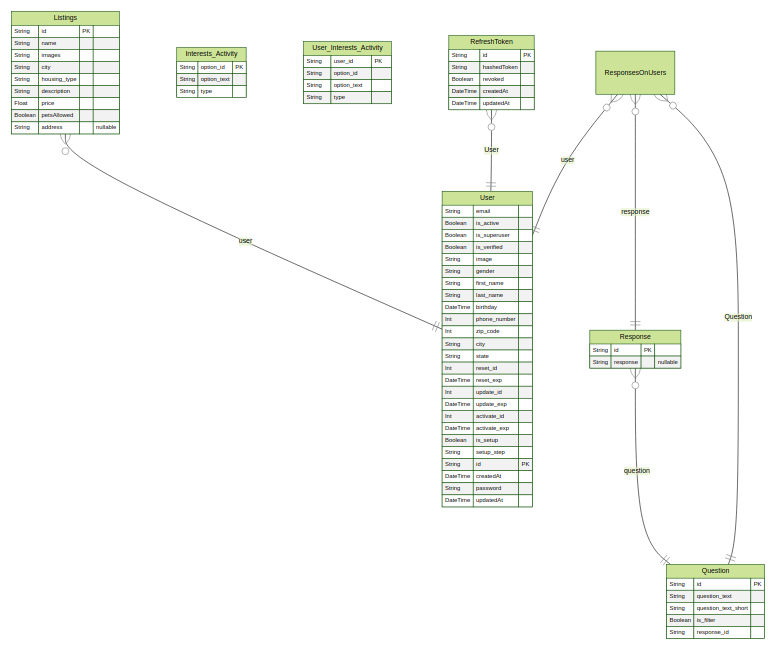 Listings
String id PK
String name
String images
String city
String housing_type
String description
Float price
Boolean petsAllowed
String address nullable
Interests_Activity
String option_id PK
String option_text
String type
User_Interests_Activity
String user_id PK
String option_id
String option_text
String type
RefreshToken
String id PK
String hashedToken
Boolean revoked
DateTime createdAt
DateTime updatedAt
ResponsesOnUsers
User
user
response
user
Question
question
User
String email
Boolean is_active
Boolean is_superuser
Boolean is_verified
String image
String gender
String first_name
String last_name
DateTime birthday
Int phone_number
Int zip_code
String city
String state
Int reset_id
DateTime reset_exp
Int update_id
DateTime update_exp
Int activate_id
DateTime activate_exp
Boolean is_setup
String setup_step
String id PK
DateTime createdAt
String password
DateTime updatedAt
Response
String id PK
String response nullable
Question
String id PK
String question_text
String question_text_short
Boolean is_filter
String response_id